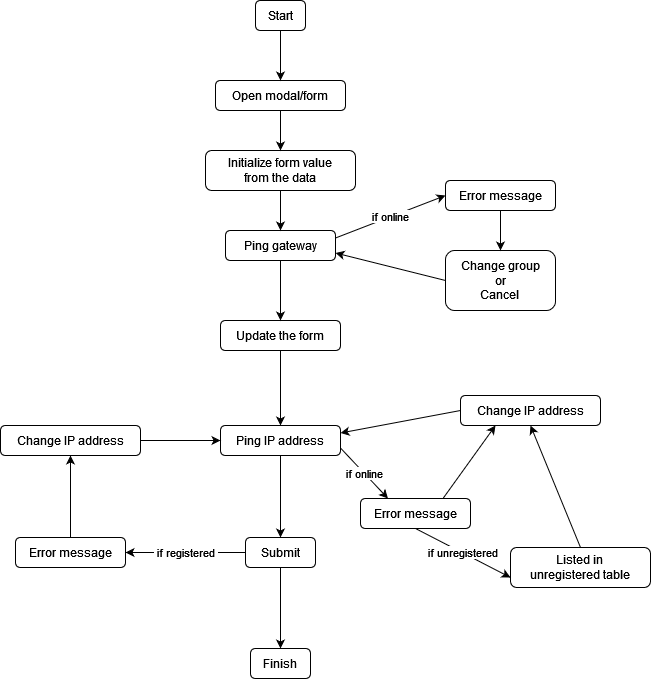 Start
Open modal/form
Initialize form value
from the data
Error message
if online
Ping gateway
Change group
or
Cancel
Update the form
Change IP address
Change IP address
Ping IP address
if online
Error message
Error message
if registered
Submit
if unregistered
Listed in
unregistered table
Finish